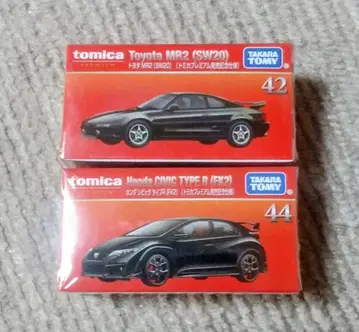 tomica
PREMIUM
Toyota MR2 (SW20)
トヨタ MR2 (SW20) (トミカプレミアム発売記念仕様)
TAKARA TOMY
42
tomica
PREMIUM
Honda CIVIC TYPE R (FK2)
ホンダ シビック タイプR (FK2) (トミカプレミアム発売記念仕様)
TAKARA TOMY
44